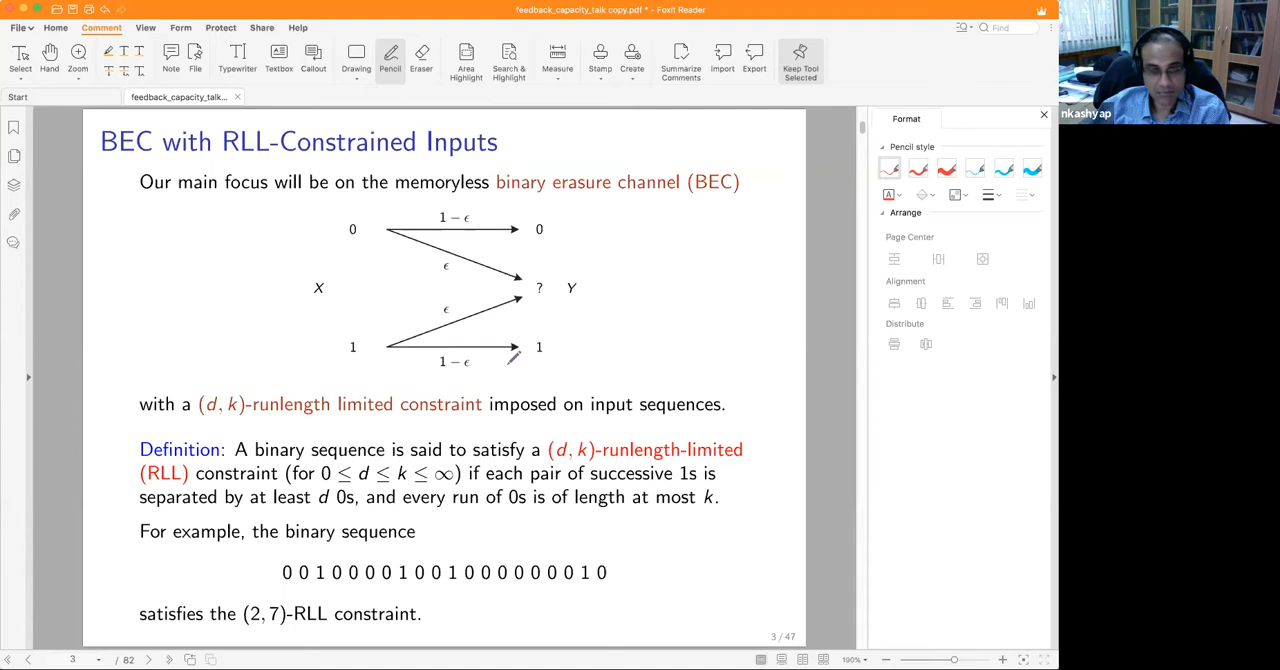 feedback_capacity_talk copy.pdf * - Foxit Reader
File Home Comment View Form Protect Share Help Find
Select Hand Zoom Note File Typewriter Textbox Callout Drawing Pencil Eraser Area Highlight Search & Highlight Measure Stamp Create Summarize Comments Import Export Keep Tool Selected
Start feedback_capacity_talk...
BEC with RLL-Constrained Inputs
Our main focus will be on the memoryless binary erasure channel (BEC)
1 − ϵ
0 0
ϵ
X ? Y
ϵ
1 1
1 − ϵ
with a (d, k)-runlength limited constraint imposed on input sequences.
Definition: A binary sequence is said to satisfy a (d, k)-runlength-limited
(RLL) constraint (for 0 ≤ d ≤ k ≤ ∞) if each pair of successive 1s is
separated by at least d 0s, and every run of 0s is of length at most k.
For example, the binary sequence
0 0 1 0 0 0 0 1 0 0 1 0 0 0 0 0 0 0 1 0
satisfies the (2, 7)-RLL constraint.
3 / 47
Format
Pencil style
Arrange
Page Center
Alignment
Distribute
nkashyap
3 / 82
190%